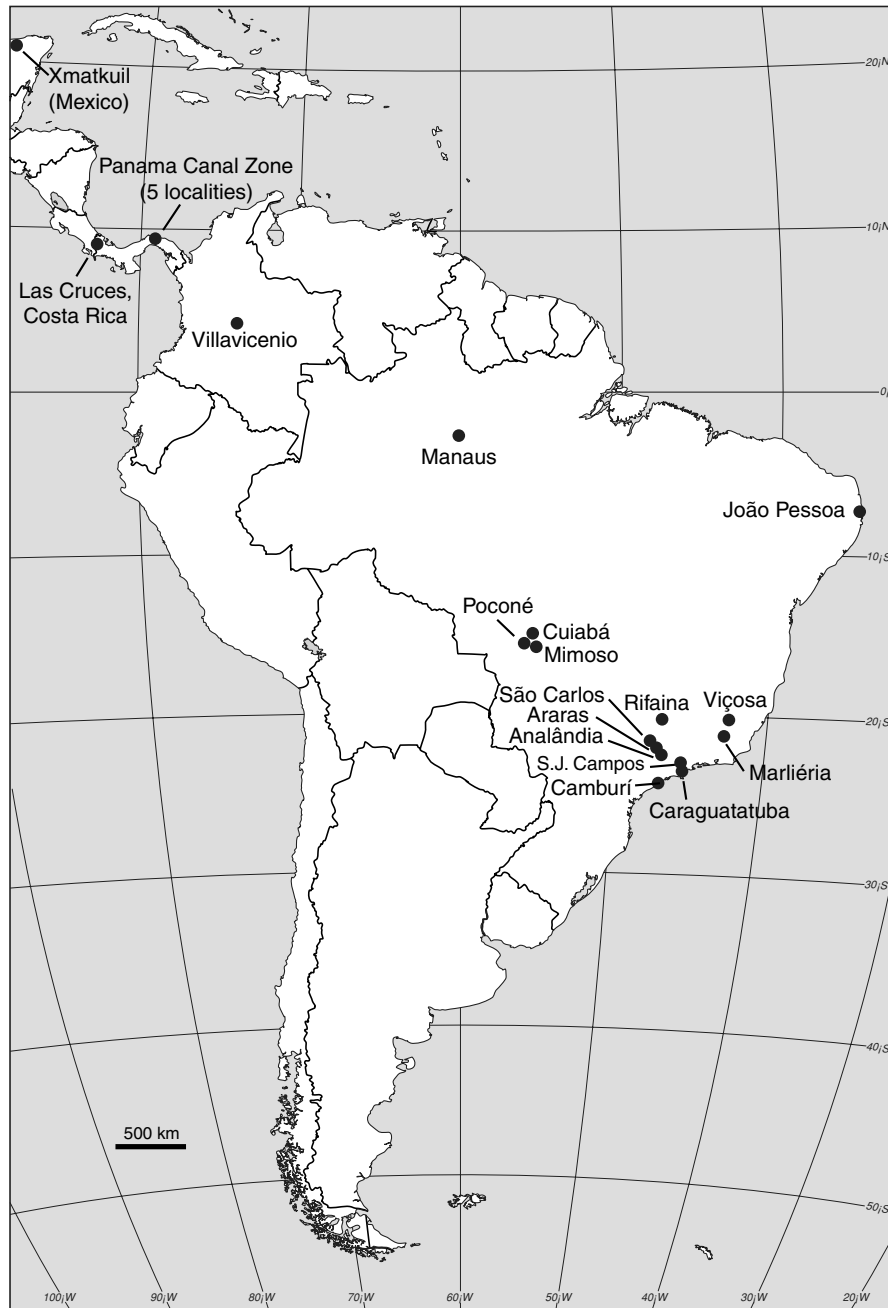 20¡N
Xmatkuil
(Mexico)
Panama Canal Zone
(5 localities)
10¡N
Las Cruces,
Costa Rica
Villavicenio
0¡
Manaus
João Pessoa
10¡S
Poconé
Cuiabá
Mimoso
São Carlos
Rifaina
Viçosa
Araras
20¡S
Analândia
S.J. Campos
Marliéria
Camburí
Caraguatatuba
30¡S
40¡S
500 km
50¡S
100¡W
90¡W
80¡W
70¡W
60¡W
50¡W
40¡W
30¡W
20¡W